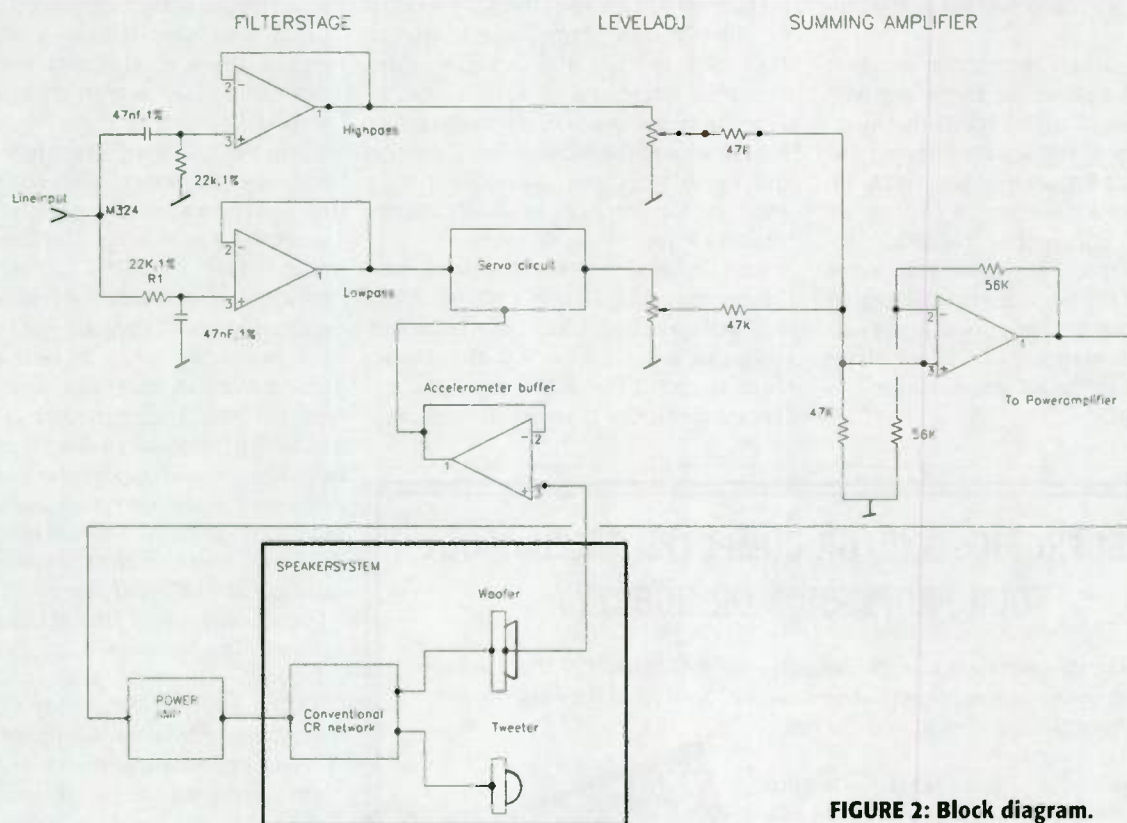 FILTERSTAGE
LEVELADJ
SUMMING AMPLIFIER
47nf,1%
2
−
3
+
1
Highpass
22k,1%
47K
Lineinput
M324
22K,1%
R1
2
−
3
+
1
Lowpass
Servo circuit
47nF,1%
47K
56K
2
−
3
+
1
To Poweramplifier
47K
56K
Accelerometer buffer
−
2
1
+
3
SPEAKERSYSTEM
Woofer
POWER
AMP
Conventional
CR network
Tweeter
FIGURE 2: Block diagram.